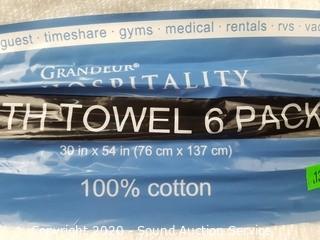 guest · timeshare · gyms · medical · rentals · rvs · vac
GRANDEUR®
HOSPITALITY
TH TOWEL 6 PACK
30 in x 54 in (76 cm x 137 cm)
100% cotton
Copyright 2020 - Sound Auction Service